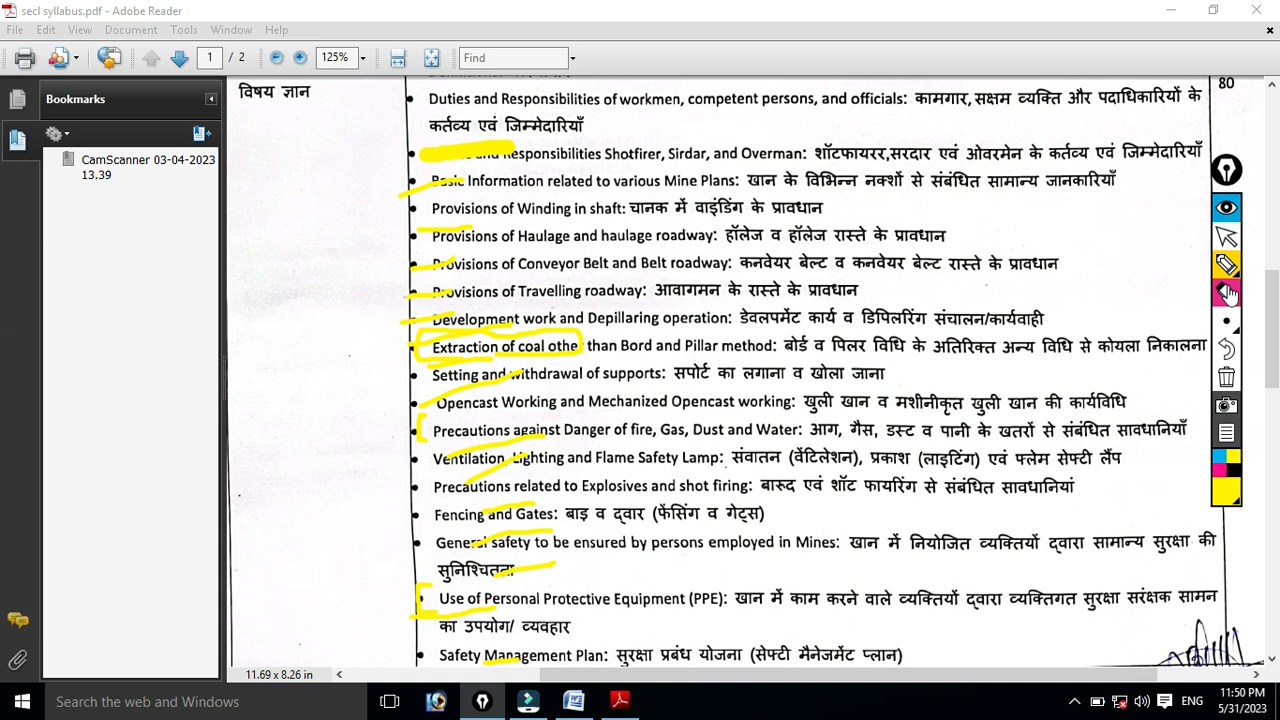 secl syllabus.pdf - Adobe Reader
File Edit View Document Tools Window Help
1 / 2 125% Find
Bookmarks
CamScanner 03-04-2023
13.39
विषय ज्ञान
80
Duties and Responsibilities of workmen, competent persons, and officials: कामगार, सक्षम व्यक्ति और पदाधिकारियों के
कर्तव्य एवं जिम्मेदारियाँ
and Responsibilities Shotfirer, Sirdar, and Overman: शॉटफायरर,सरदार एवं ओवरमेन के कर्तव्य एवं जिम्मेदारियाँ
Basic Information related to various Mine Plans: खान के विभिन्न नक्शों से संबंधित सामान्य जानकारियाँ
Provisions of Winding in shaft: चानक में वाइंडिंग के प्रावधान
Provisions of Haulage and haulage roadway: हॉलेज व हॉलेज रास्ते के प्रावधान
Provisions of Conveyor Belt and Belt roadway: कनवेयर बेल्ट व कनवेयर बेल्ट रास्ते के प्रावधान
Provisions of Travelling roadway: आवागमन के रास्ते के प्रावधान
Development work and Depillaring operation: डेवलपमेंट कार्य व डिपिलरिंग संचालन/कार्यवाही
Extraction of coal othe than Bord and Pillar method: बोर्ड व पिलर विधि के अतिरिक्त अन्य विधि से कोयला निकालना
Setting and withdrawal of supports: सपोर्ट का लगाना व खोला जाना
Opencast Working and Mechanized Opencast working: खुली खान व मशीनीकृत खुली खान की कार्यविधि
Precautions against Danger of fire, Gas, Dust and Water: आग, गैस, डस्ट व पानी के खतरों से संबंधित सावधानियाँ
Ventilation, Lighting and Flame Safety Lamp: संवातन (वेंटिलेशन), प्रकाश (लाइटिंग) एवं फ्लेम सेफ्टी लैंप
Precautions related to Explosives and shot firing: बारूद एवं शॉट फायरिंग से संबंधित सावधानियां
Fencing and Gates: बाड़ व द्वार (फेंसिंग व गेट्स)
General safety to be ensured by persons employed in Mines: खान में नियोजित व्यक्तियों द्वारा सामान्य सुरक्षा की
सुनिश्चितता
Use of Personal Protective Equipment (PPE): खान में काम करने वाले व्यक्तियों द्वारा व्यक्तिगत सुरक्षा सरंक्षक सामन
का उपयोग/ व्यवहार
Safety Management Plan: सुरक्षा प्रबंध योजना (सेफ्टी मैनेजमेंट प्लान)
11.69 x 8.26 in
Search the web and Windows
ENG
11:50 PM
5/31/2023